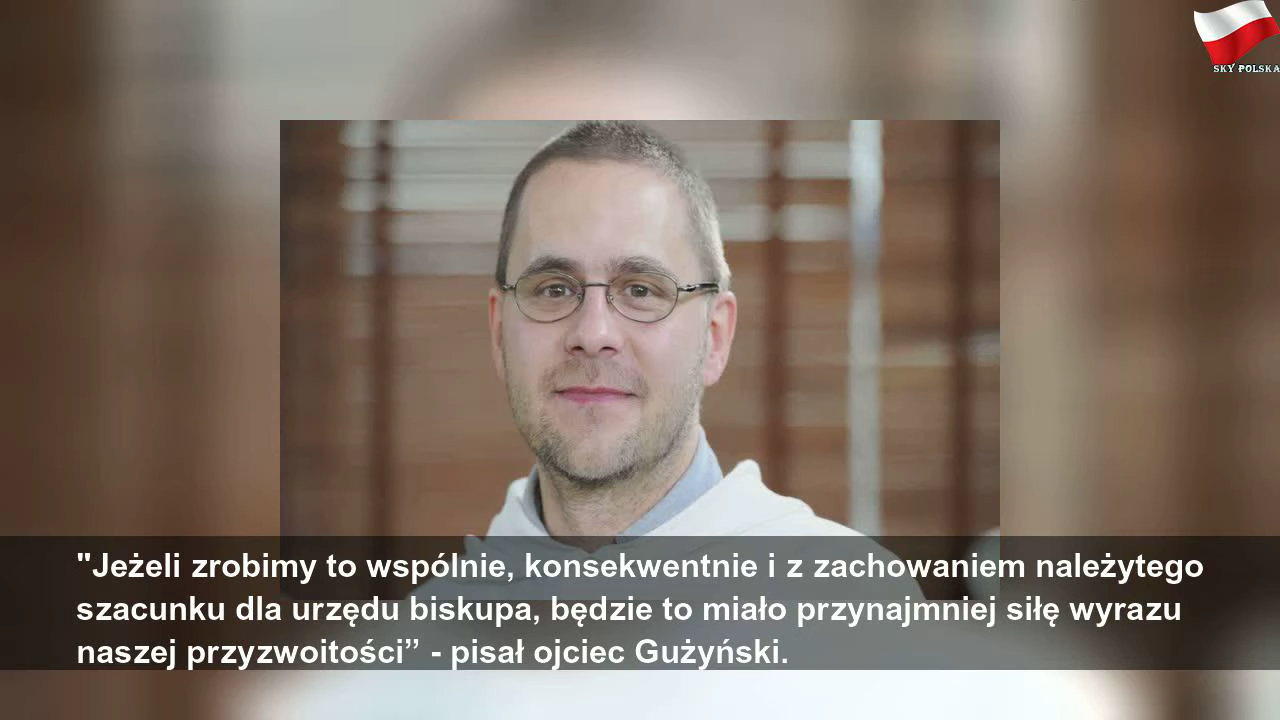 SKY POLSKA
"Jeżeli zrobimy to wspólnie, konsekwentnie i z zachowaniem należytego
szacunku dla urzędu biskupa, będzie to miało przynajmniej siłę wyrazu
naszej przyzwoitości” - pisał ojciec Gużyński.